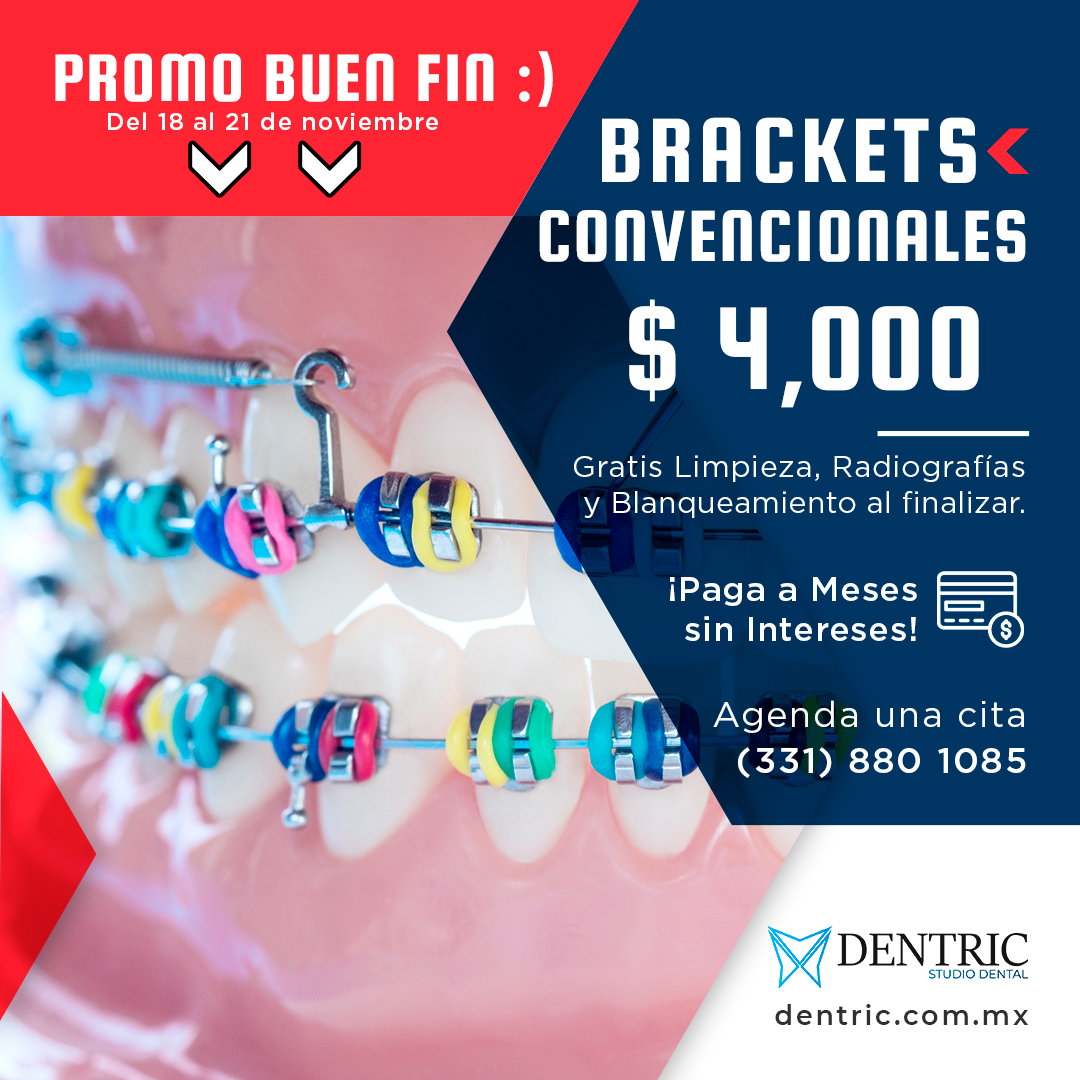 PROMO BUEN FIN :)
Del 18 al 21 de noviembre
BRACKETS
CONVENCIONALES
$ 4,000
Gratis Limpieza, Radiografías
y Blanqueamiento al finalizar.
¡Paga a Meses
sin Intereses!
$
Agenda una cita
(331) 880 1085
DENTRIC
STUDIO DENTAL
dentric.com.mx